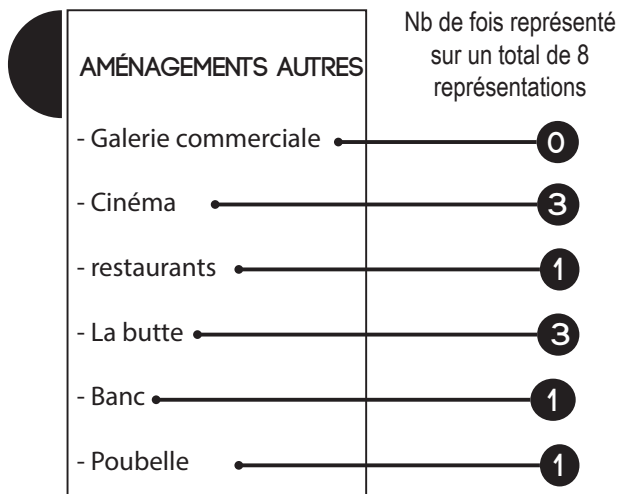 Nb de fois représenté
sur un total de 8
représentations
AMÉNAGEMENTS AUTRES
- Galerie commerciale 0
- Cinéma 3
- restaurants 1
- La butte 3
- Banc 1
- Poubelle 1